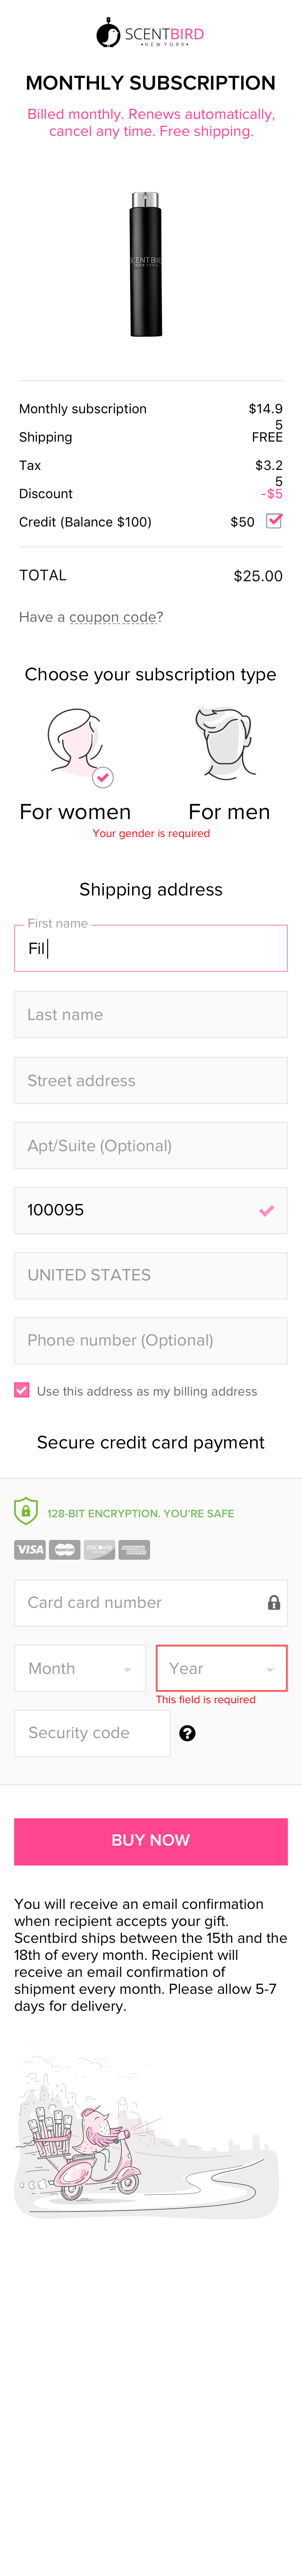 SCENTBIRD
•NEW YORK•
MONTHLY SUBSCRIPTION
Billed monthly. Renews automatically,
cancel any time. Free shipping.
SCENTBIRD
Monthly subscription $14.9
5
Shipping FREE
Tax $3.2
5
Discount -$5
Credit (Balance $100) $50
TOTAL $25.00
Have a coupon code?
Choose your subscription type
For women For men
Your gender is required
Shipping address
First name
Fil
Last name
Street address
Apt/Suite (Optional)
100095
UNITED STATES
Phone number (Optional)
Use this address as my billing address
Secure credit card payment
128-BIT ENCRYPTION. YOU'RE SAFE
VISA DISCOVER
Card card number
Month Year
This field is required
Security code ?
BUY NOW
You will receive an email confirmation
when recipient accepts your gift.
Scentbird ships between the 15th and the
18th of every month. Recipient will
receive an email confirmation of
shipment every month. Please allow 5-7
days for delivery.